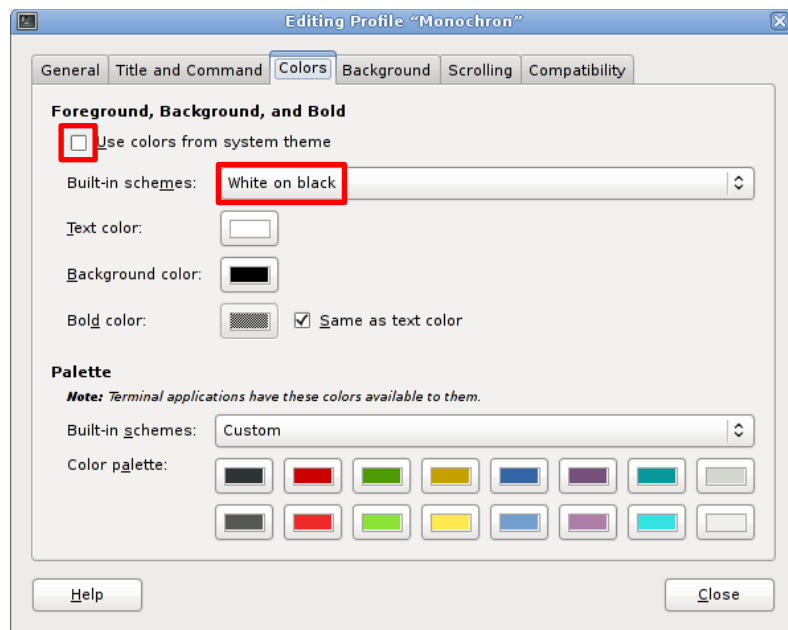 Editing Profile “Monochron”
General Title and Command Colors Background Scrolling Compatibility
Foreground, Background, and Bold
Use colors from system theme
Built-in schemes: White on black
Text color:
Background color:
Bold color: Same as text color
Palette
Note: Terminal applications have these colors available to them.
Built-in schemes: Custom
Color palette:
Help Close